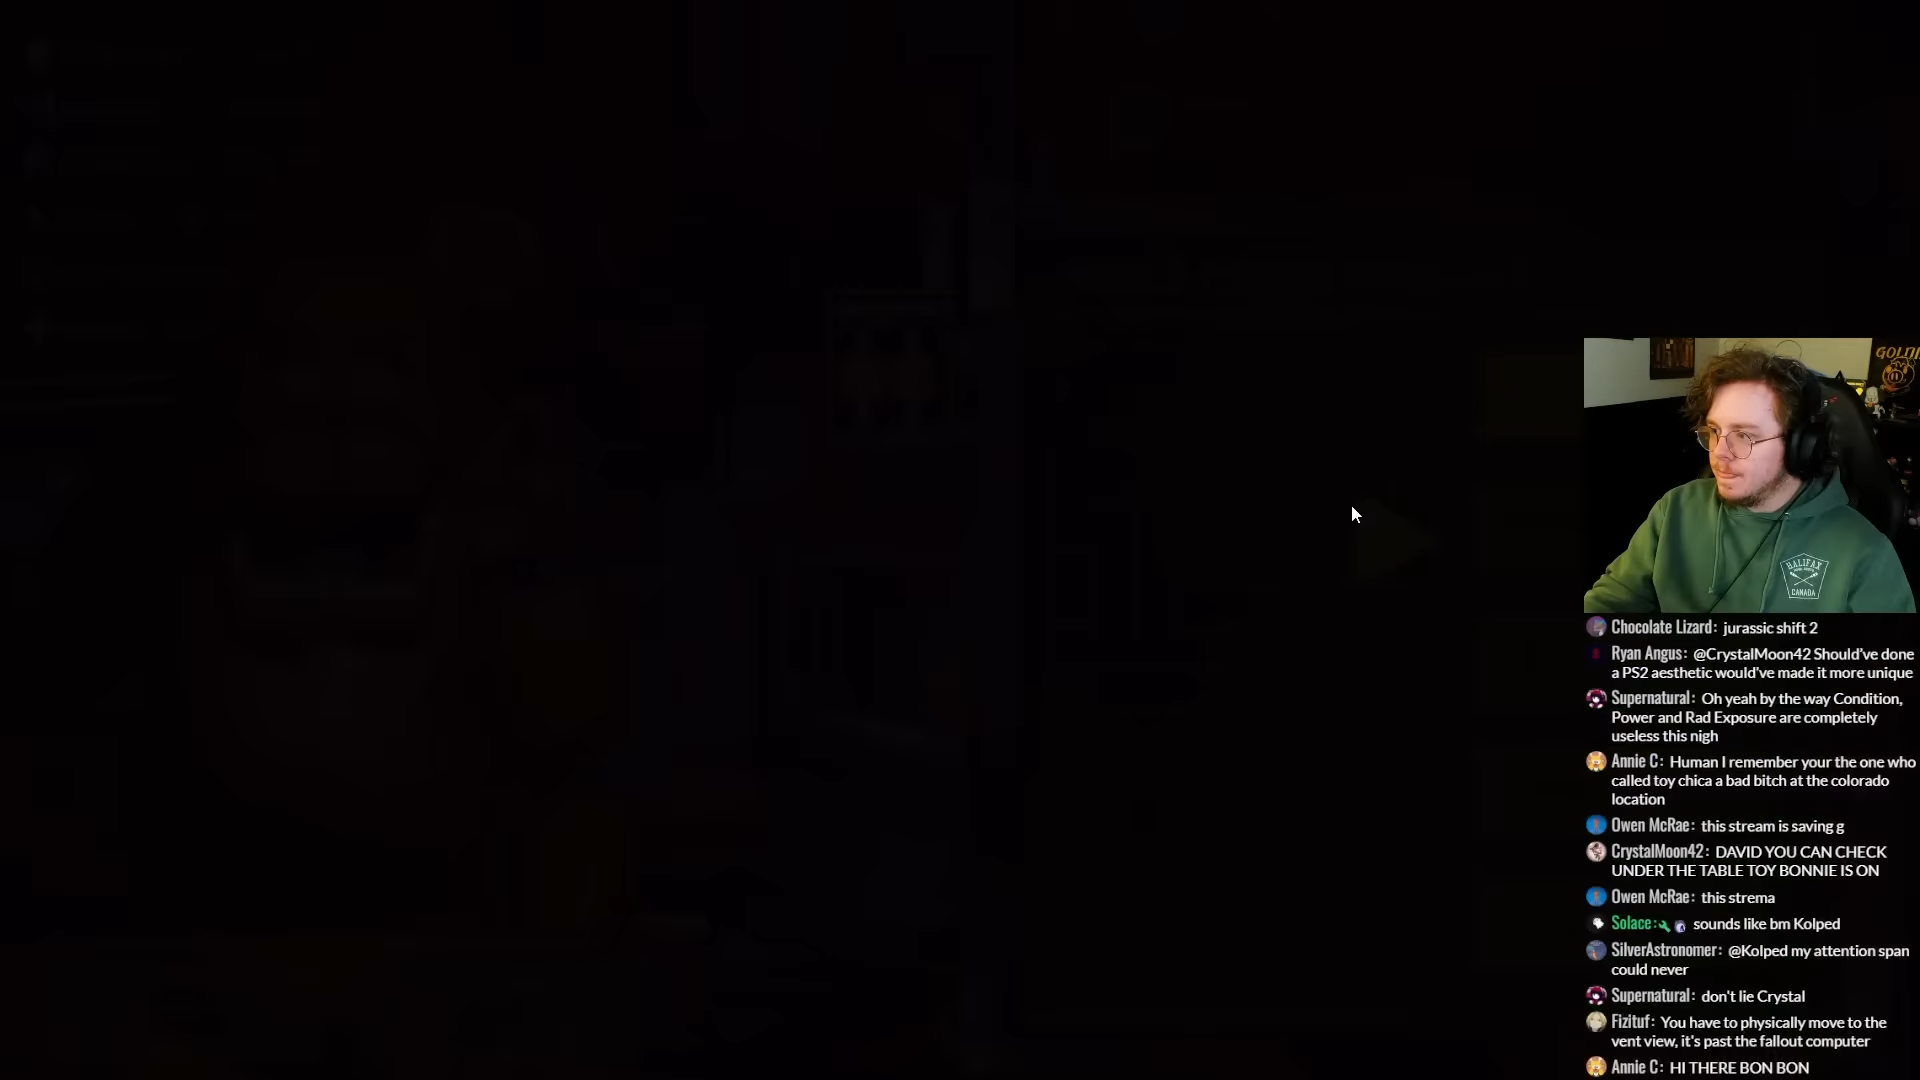 GOLDI
HALIFAX
CANADA
Chocolate Lizard: jurassic shift 2
Ryan Angus: @CrystalMoon42 Should've done
a PS2 aesthetic would've made it more unique
Supernatural: Oh yeah by the way Condition,
Power and Rad Exposure are completely
useless this nigh
Annie C: Human I remember your the one who
called toy chica a bad bitch at the colorado
location
Owen McRae: this stream is saving g
CrystalMoon42: DAVID YOU CAN CHECK
UNDER THE TABLE TOY BONNIE IS ON
Owen McRae: this strema
Solace: sounds like bm Kolped
SilverAstronomer: @Kolped my attention span
could never
Supernatural: don't lie Crystal
Fizituf: You have to physically move to the
vent view, it's past the fallout computer
Annie C: HI THERE BON BON